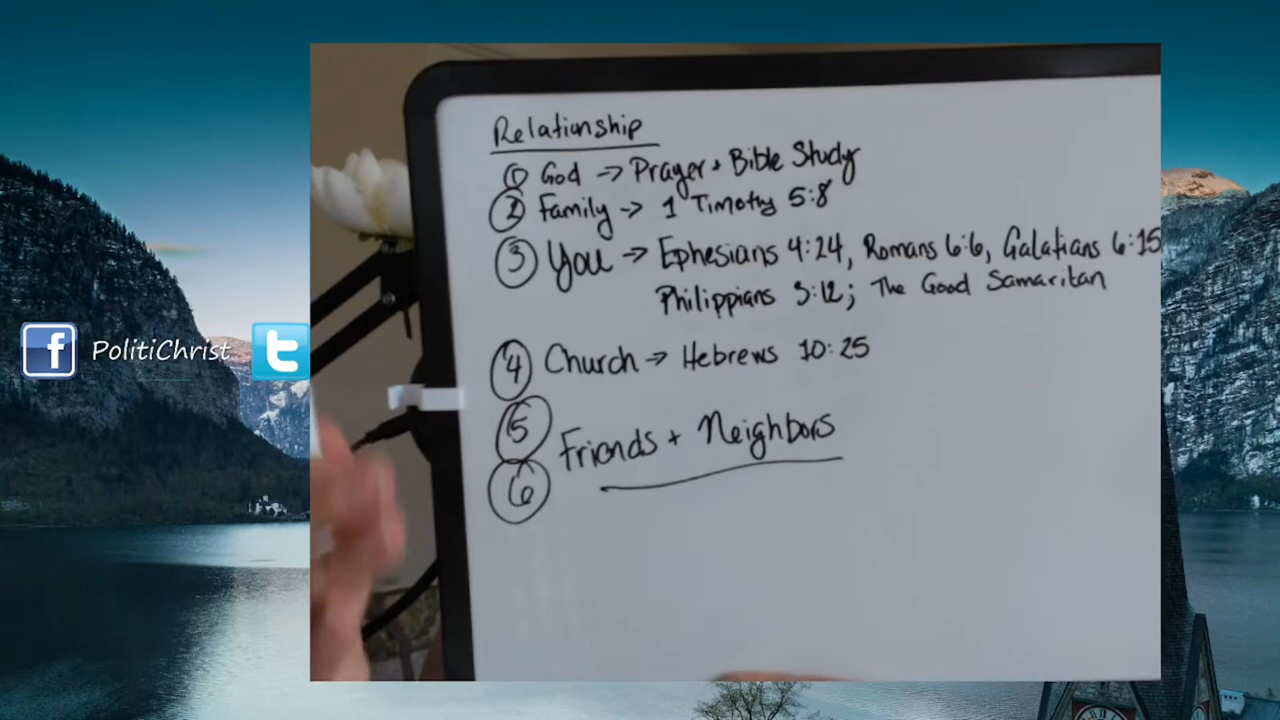 Relationship
① God → Prayer + Bible Study
② Family → 1 Timothy 5:8
③ You → Ephesians 4:24, Romans 6:6, Galatians 6:15
Philippians 3:12; The Good Samaritan
④ Church → Hebrews 10:25
⑤
Friends + Neighbors
⑥
f PolitiChrist t